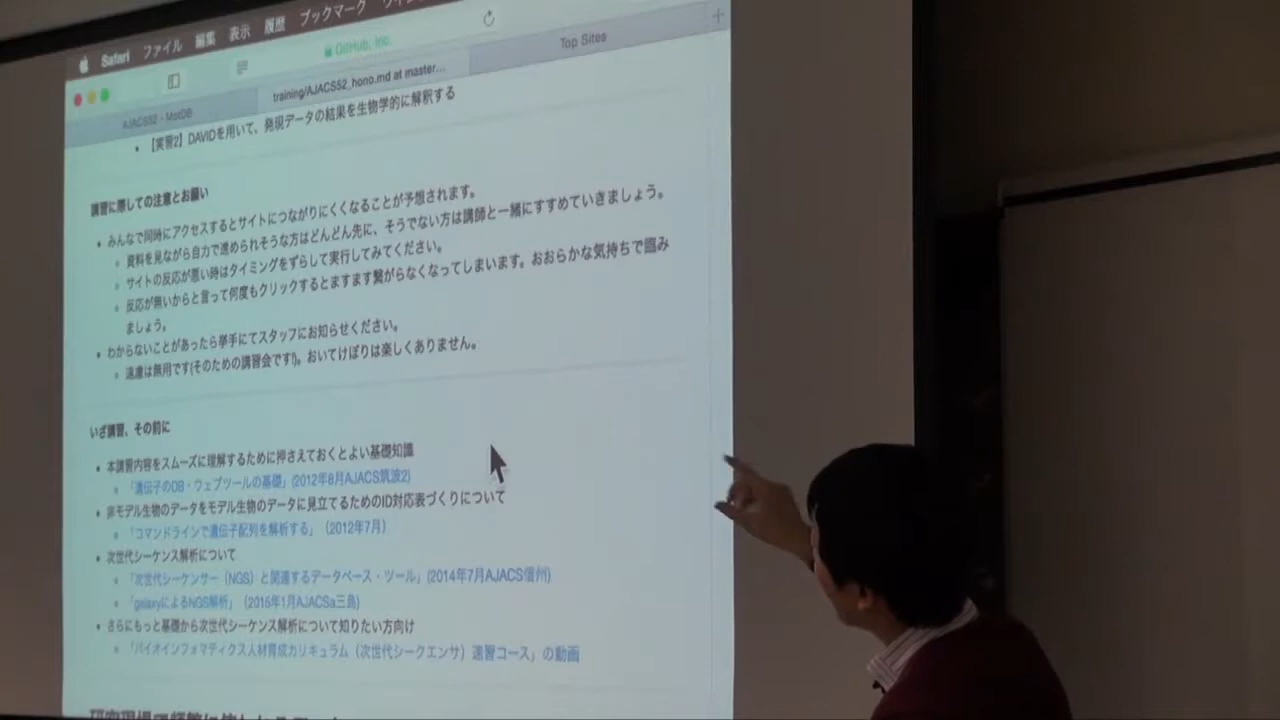 Safari ファイル 編集 表示 履歴 ブックマーク
GitHub, Inc.
AJACS52 - MotDB
training/AJACS52_hono.md at master...
Top Sites
【実習2】DAVIDを用いて、発現データの結果を生物学的に解釈する
講習に際しての注意とお願い
みんなで同時にアクセスするとサイトにつながりにくくなることが予想されます。
資料を見ながら自力で進められそうな方はどんどん先に、そうでない方は講師と一緒にすすめていきましょう。
サイトの反応が悪い時はタイミングをずらして実行してみてください。
反応が無いからと言って何度もクリックするとますます繋がらなくなってしまいます。おおらかな気持ちで臨み
ましょう。
わからないことがあったら挙手にてスタッフにお知らせください。
遠慮は無用です(そのための講習会です!)。おいてけぼりは楽しくありません。
いざ講習、その前に
本講習内容をスムーズに理解するために押さえておくとよい基礎知識
「遺伝子のDB・ウェブツールの基礎」(2012年8月AJACS筑波2)
非モデル生物のデータをモデル生物のデータに見立てるためのID対応表づくりについて
「コマンドラインで遺伝子配列を解析する」（2012年7月）
次世代シーケンス解析について
「次世代シーケンサー（NGS）と関連するデータベース・ツール」(2014年7月AJACS信州)
「galaxyによるNGS解析」（2015年1月AJACSa三島)
さらにもっと基礎から次世代シーケンス解析について知りたい方向け
「バイオインフォマティクス人材育成カリキュラム（次世代シークエンサ）速習コース」の動画